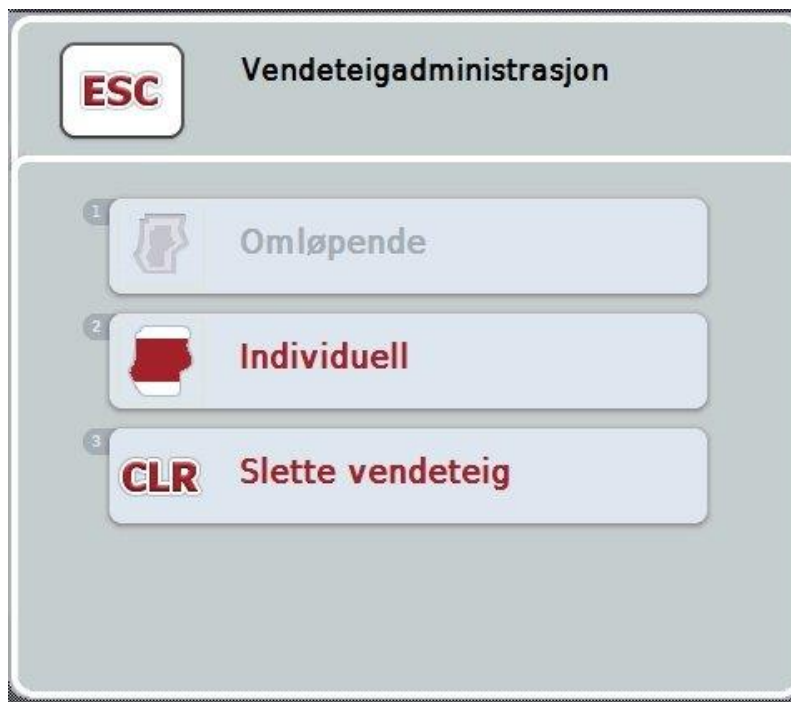 ESC Vendeteigadministrasjon
1
Omløpende
2
Individuell
3
CLR Slette vendeteig